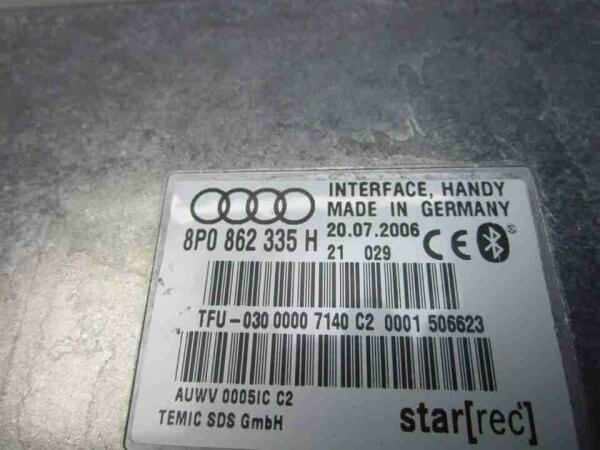 INTERFACE, HANDY
MADE IN GERMANY
8P0 862 335 H
20.07.2006
21 029
CE
TFU-030 0000 7140 C2 0001 506623
AUWV 0005IC C2
TEMIC SDS GmbH
star[rec]